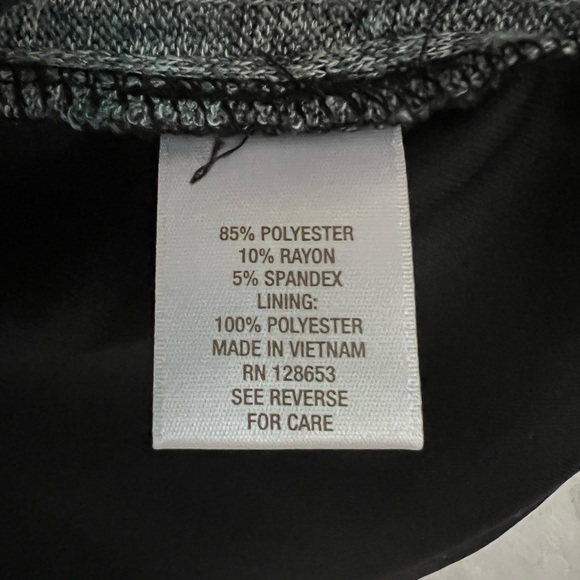 85% POLYESTER
10% RAYON
5% SPANDEX
LINING:
100% POLYESTER
MADE IN VIETNAM
RN 128653
SEE REVERSE
FOR CARE